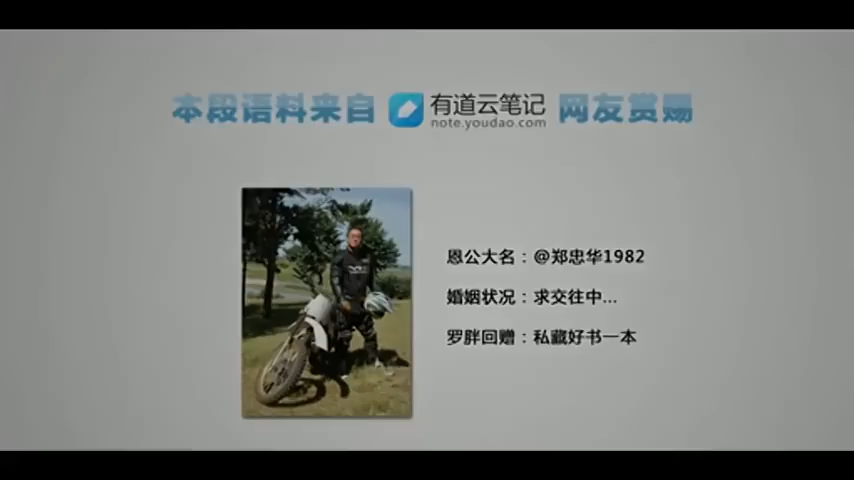 本段语料来自 有道云笔记 网友赏赐
note.youdao.com
恩公大名：@郑忠华1982
婚姻状况：求交往中...
罗胖回赠：私藏好书一本